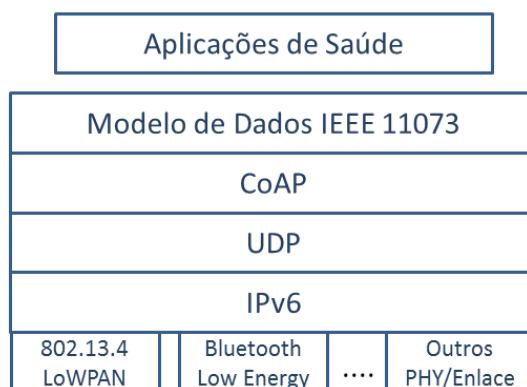 Aplicações de Saúde
Modelo de Dados IEEE 11073
CoAP
UDP
IPv6
802.13.4
LoWPAN
Bluetooth
Low Energy
....
Outros
PHY/Enlace